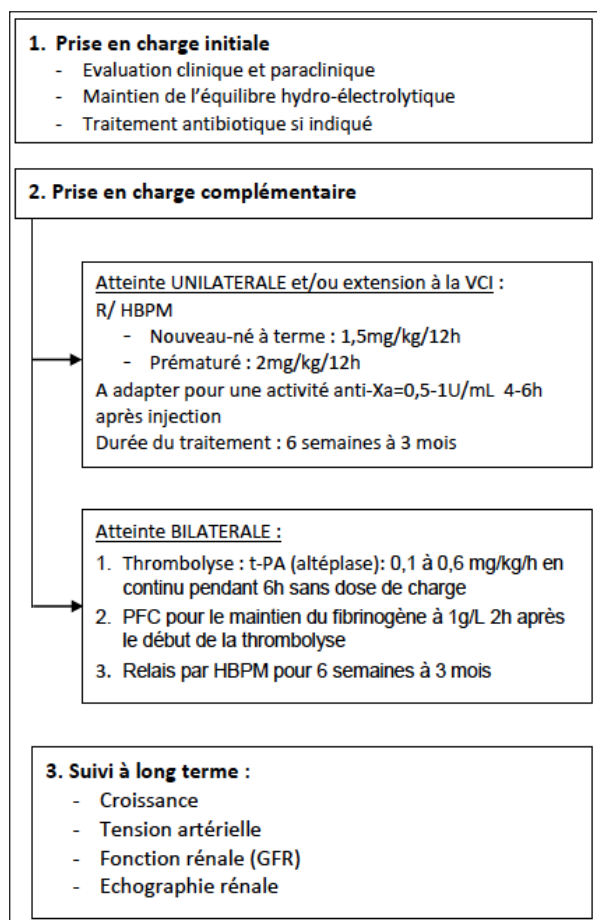 1. Prise en charge initiale
- Evaluation clinique et paraclinique
- Maintien de l'équilibre hydro-électrolytique
- Traitement antibiotique si indiqué
2. Prise en charge complémentaire
Atteinte UNILATERALE et/ou extension à la VCI :
R/ HBPM
- Nouveau-né à terme : 1,5mg/kg/12h
- Prématuré : 2mg/kg/12h
A adapter pour une activité anti-Xa=0,5-1U/mL 4-6h
après injection
Durée du traitement : 6 semaines à 3 mois
Atteinte BILATERALE :
1. Thrombolyse : t-PA (altéplase): 0,1 à 0,6 mg/kg/h en
continu pendant 6h sans dose de charge
2. PFC pour le maintien du fibrinogène à 1g/L 2h après
le début de la thrombolyse
3. Relais par HBPM pour 6 semaines à 3 mois
3. Suivi à long terme :
- Croissance
- Tension artérielle
- Fonction rénale (GFR)
- Echographie rénale